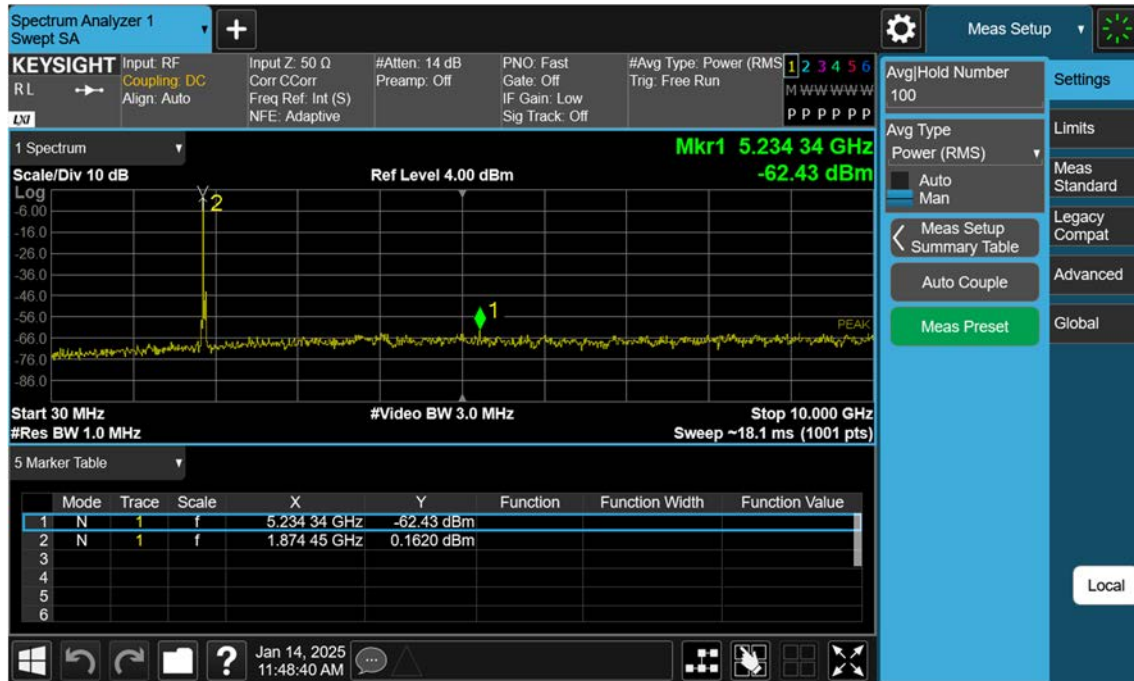 Spectrum Analyzer 1
Swept SA
+
Meas Setup
KEYSIGHT
RL
LXI
Input: RF
Coupling: DC
Align: Auto
Input Z: 50 Ω
Corr CCorr
Freq Ref: Int (S)
NFE: Adaptive
#Atten: 14 dB
Preamp: Off
PNO: Fast
Gate: Off
IF Gain: Low
Sig Track: Off
#Avg Type: Power (RMS
Trig: Free Run
1 2 3 4 5 6
M W W W W W
P P P P P P
1 Spectrum
Mkr1 5.234 34 GHz
-62.43 dBm
Scale/Div 10 dB
Ref Level 4.00 dBm
Log
-6.00
-16.0
-26.0
-36.0
-46.0
-56.0
-66.0
-76.0
-86.0
2
1
PEAK
Start 30 MHz
#Video BW 3.0 MHz
Stop 10.000 GHz
#Res BW 1.0 MHz
Sweep ~18.1 ms (1001 pts)
5 Marker Table
Mode Trace Scale X Y Function Function Width Function Value
1 N 1 f 5.234 34 GHz -62.43 dBm
2 N 1 f 1.874 45 GHz 0.1620 dBm
3
4
5
6
Avg|Hold Number
100
Avg Type
Power (RMS)
Auto
Man
Meas Setup
Summary Table
Auto Couple
Meas Preset
Settings
Limits
Meas
Standard
Legacy
Compat
Advanced
Global
Local
?
Jan 14, 2025
11:48:40 AM